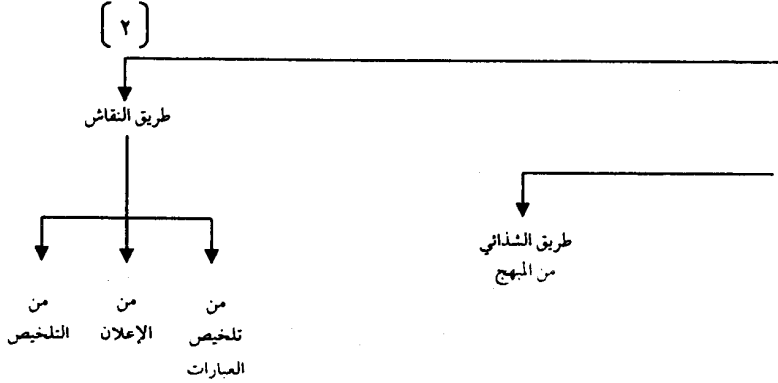 (٢)
طريق النقاش
طريق الشذائي
من المبهج
من
تلخيص
العبارات
من
الإعلان
من
التلخيص